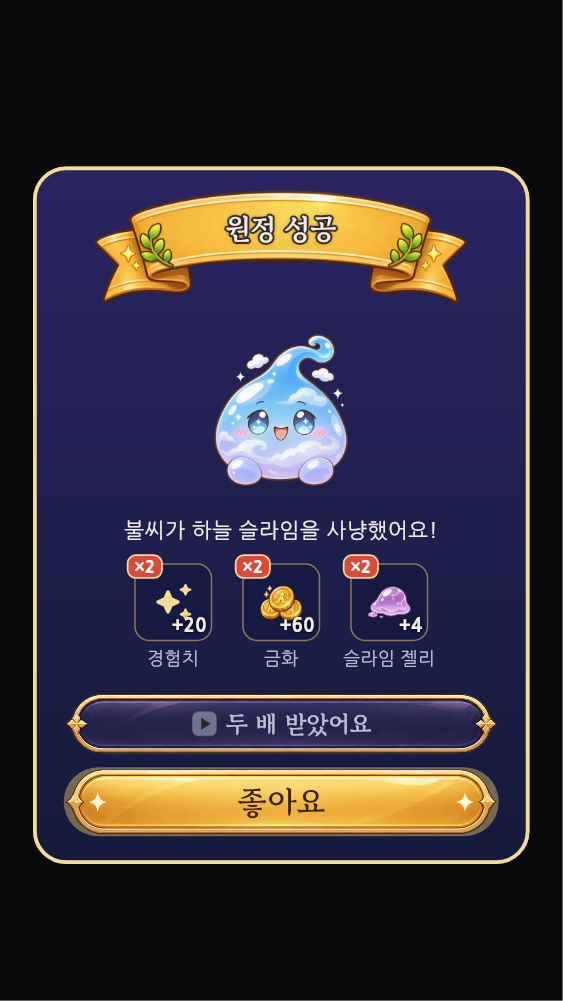 원정 성공
불씨가 하늘 슬라임을 사냥했어요!
×2 ×2 ×2
+20 +60 +4
경험치 금화 슬라임 젤리
두 배 받았어요
좋아요